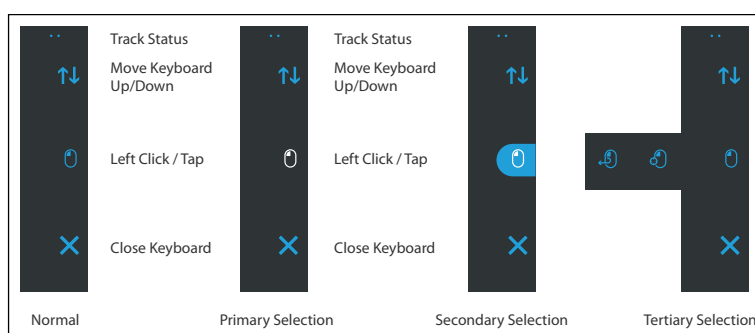 Track Status
Track Status
Move Keyboard
Up/Down
Move Keyboard
Up/Down
Left Click / Tap
Left Click / Tap
Close Keyboard
Close Keyboard
Normal
Primary Selection
Secondary Selection
Tertiary Selection